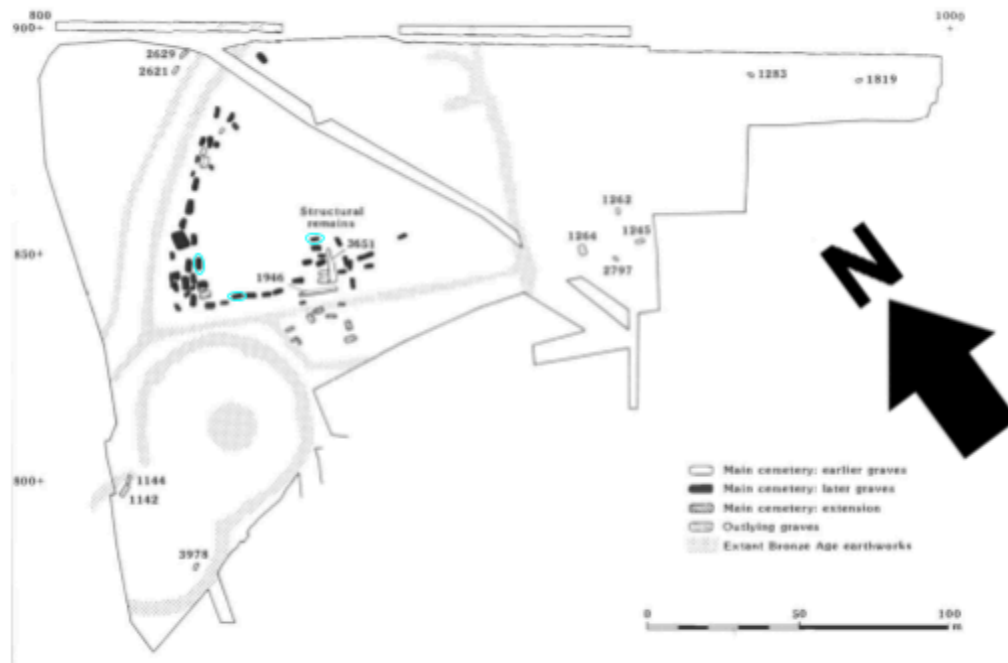 800
900+
1000
+
2629
2621
1283
1819
Structural
remains
3651
1262
1264
1265
2797
850+
1946
800+
1144
1142
3978
N
Main cemetery: earlier graves
Main cemetery: later graves
Main cemetery: extension
Outlying graves
Extant Bronze Age earthworks
0 50 100
m